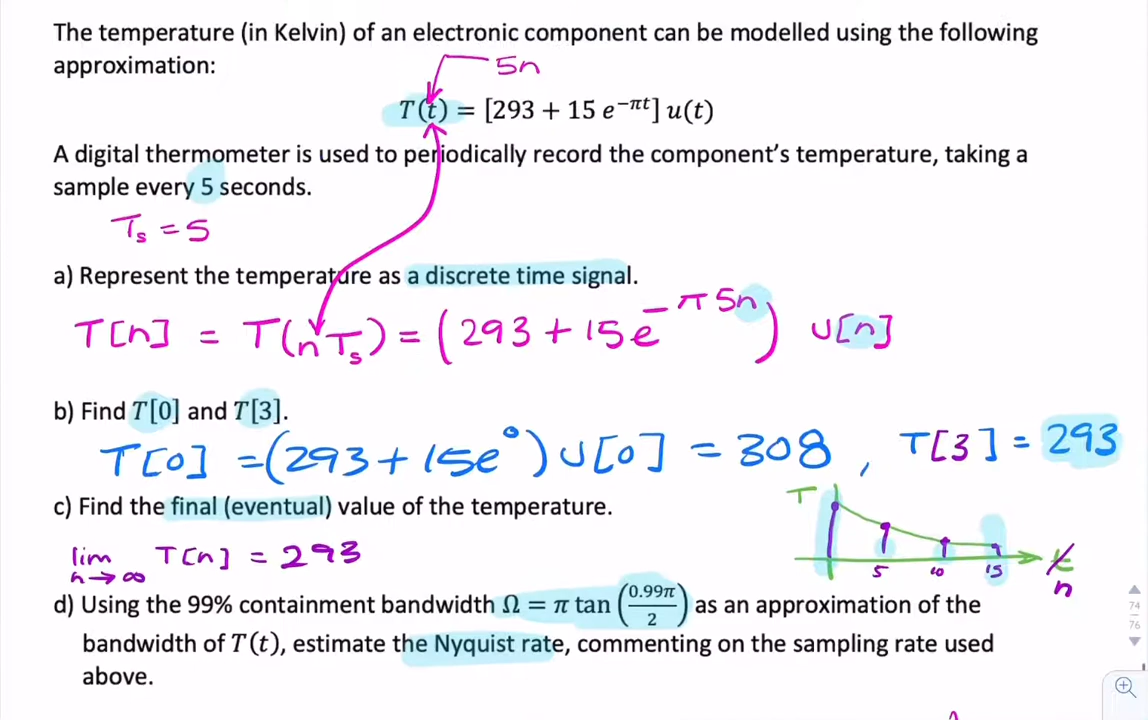 The temperature (in Kelvin) of an electronic component can be modelled using the following
approximation:
5n
T(t) = [293 + 15 e^{-πt}] u(t)
A digital thermometer is used to periodically record the component's temperature, taking a
sample every 5 seconds.
T_s = 5
a) Represent the temperature as a discrete time signal.
T[n] = T(nT_s) = (293 + 15e^{-π5n}) u[n]
b) Find T[0] and T[3].
T[0] = (293 + 15e^0) u[0] = 308 , T[3] = 293
c) Find the final (eventual) value of the temperature.
T
lim n→∞ T[n] = 293
5 10 15 t
n
d) Using the 99% containment bandwidth Ω = π tan (0.99π/2) as an approximation of the
bandwidth of T(t), estimate the Nyquist rate, commenting on the sampling rate used
above.
74
76